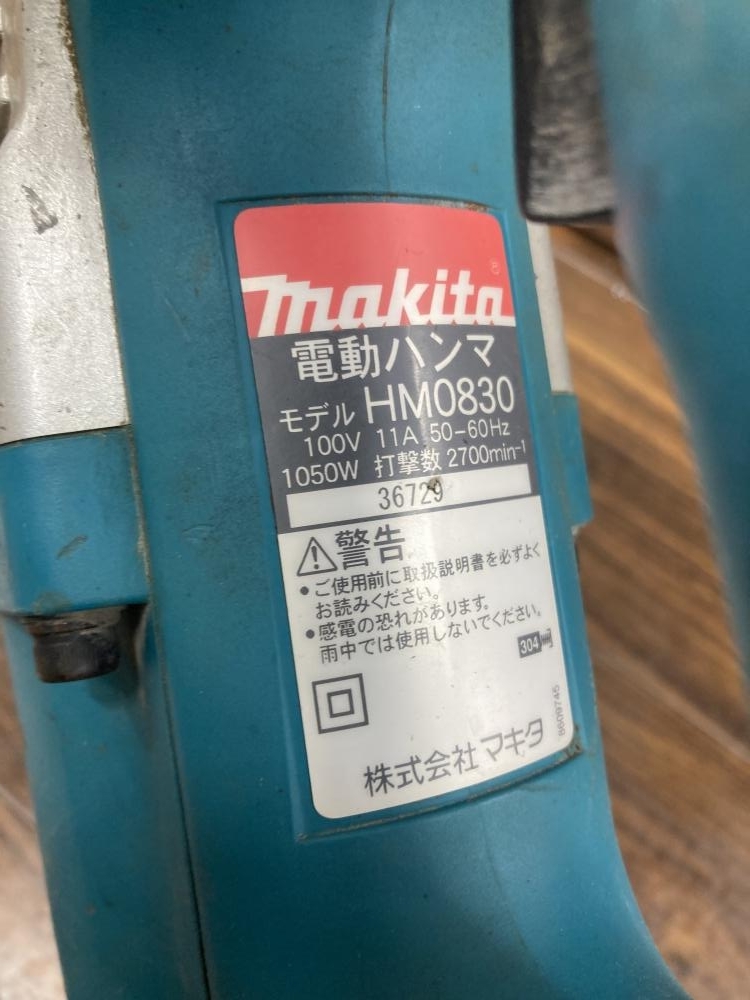 makita®
電動ハンマ
モデル HM0830
100V 11A 50-60Hz
1050W 打撃数 2700min⁻¹
36729
警告
・ご使用前に取扱説明書を必ずよく
お読みください。
・感電の恐れがあります。
雨中では使用しないでください。
304
8609746
株式会社 マキタ